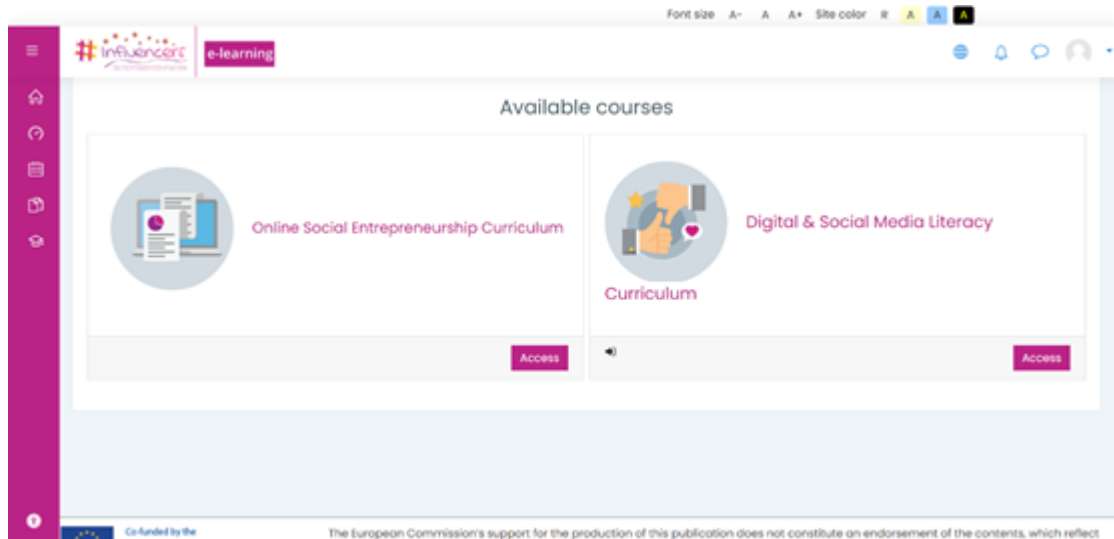 Font size A- A A+ Site color R A A A
#influencers e-learning
Available courses
Online Social Entrepreneurship Curriculum
Digital & Social Media Literacy
Curriculum
Access
Access
Co-funded by the
The European Commission's support for the production of this publication does not constitute an endorsement of the contents, which reflect